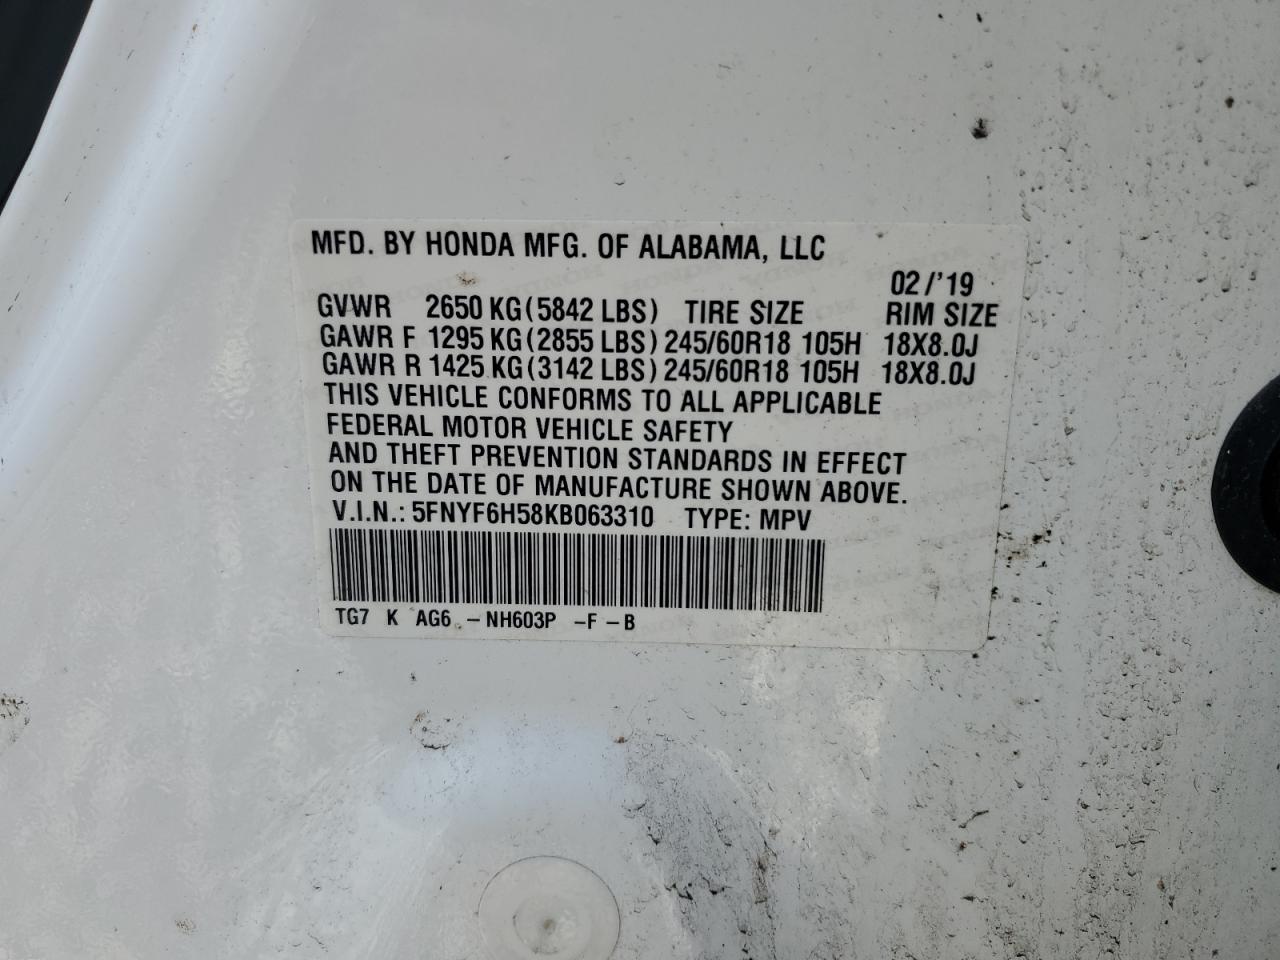 MFD. BY HONDA MFG. OF ALABAMA, LLC
02/'19
GVWR 2650 KG(5842 LBS) TIRE SIZE RIM SIZE
GAWR F 1295 KG(2855 LBS) 245/60R18 105H 18X8.0J
GAWR R 1425 KG(3142 LBS) 245/60R18 105H 18X8.0J
THIS VEHICLE CONFORMS TO ALL APPLICABLE
FEDERAL MOTOR VEHICLE SAFETY
AND THEFT PREVENTION STANDARDS IN EFFECT
ON THE DATE OF MANUFACTURE SHOWN ABOVE.
V.I.N.: 5FNYF6H58KB063310 TYPE: MPV
TG7 K AG6 -NH603P -F-B